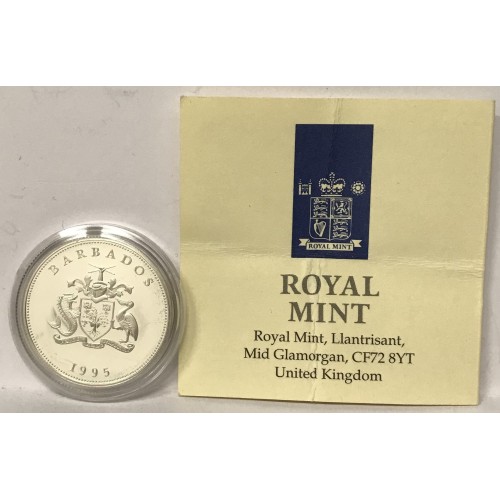 BARBADOS
1995
ROYAL MINT
ROYAL
MINT
Royal Mint, Llantrisant,
Mid Glamorgan, CF72 8YT
United Kingdom